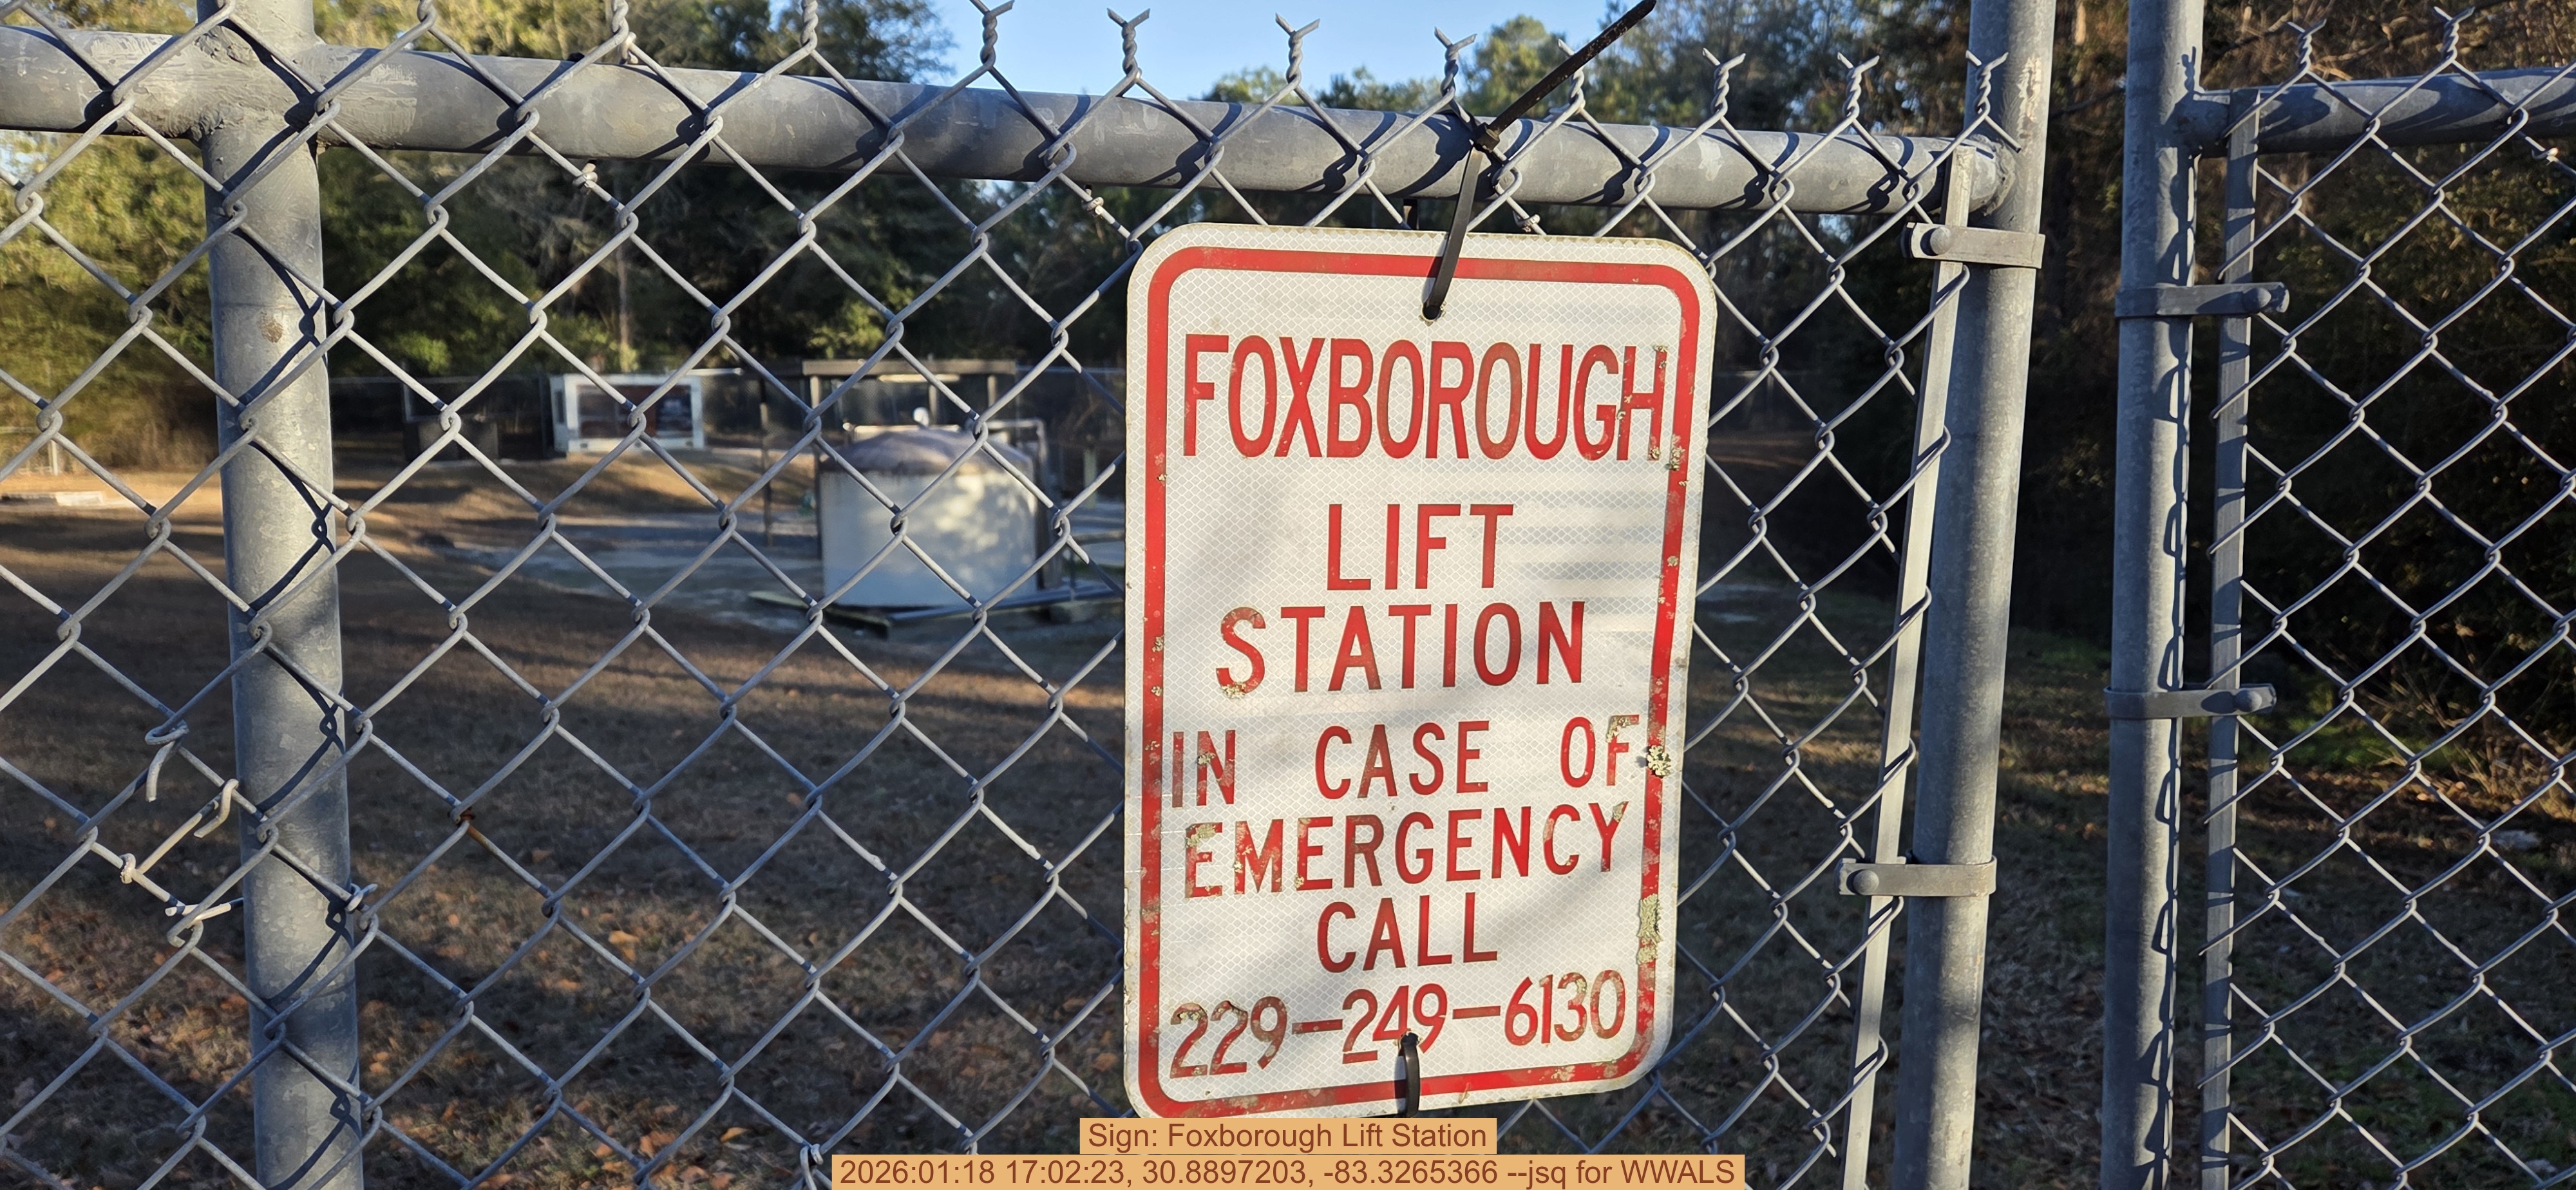 FOXBOROUGH
LIFT
STATION
IN CASE OF
EMERGENCY
CALL
229-249-6130
Sign: Foxborough Lift Station
2026:01:18 17:02:23, 30.8897203, -83.3265366 --jsq for WWALS